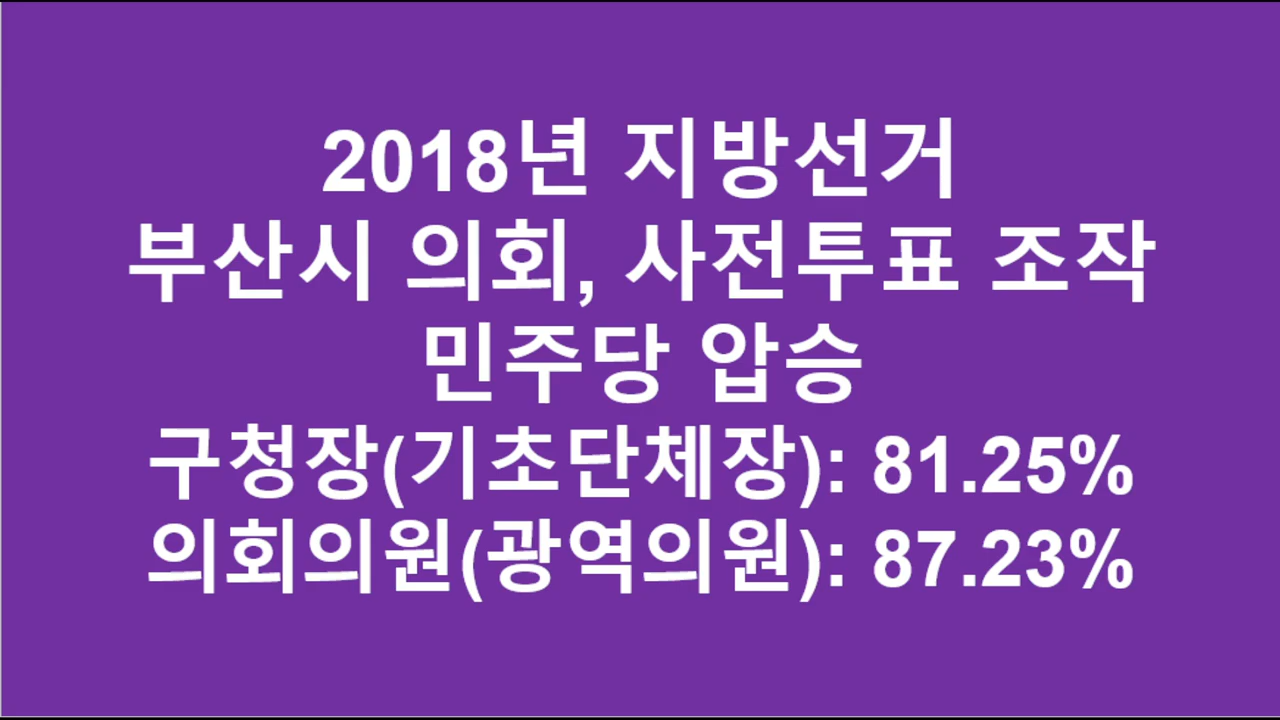 2018년 지방선거
부산시 의회, 사전투표 조작
민주당 압승
구청장(기초단체장): 81.25%
의회의원(광역의원): 87.23%